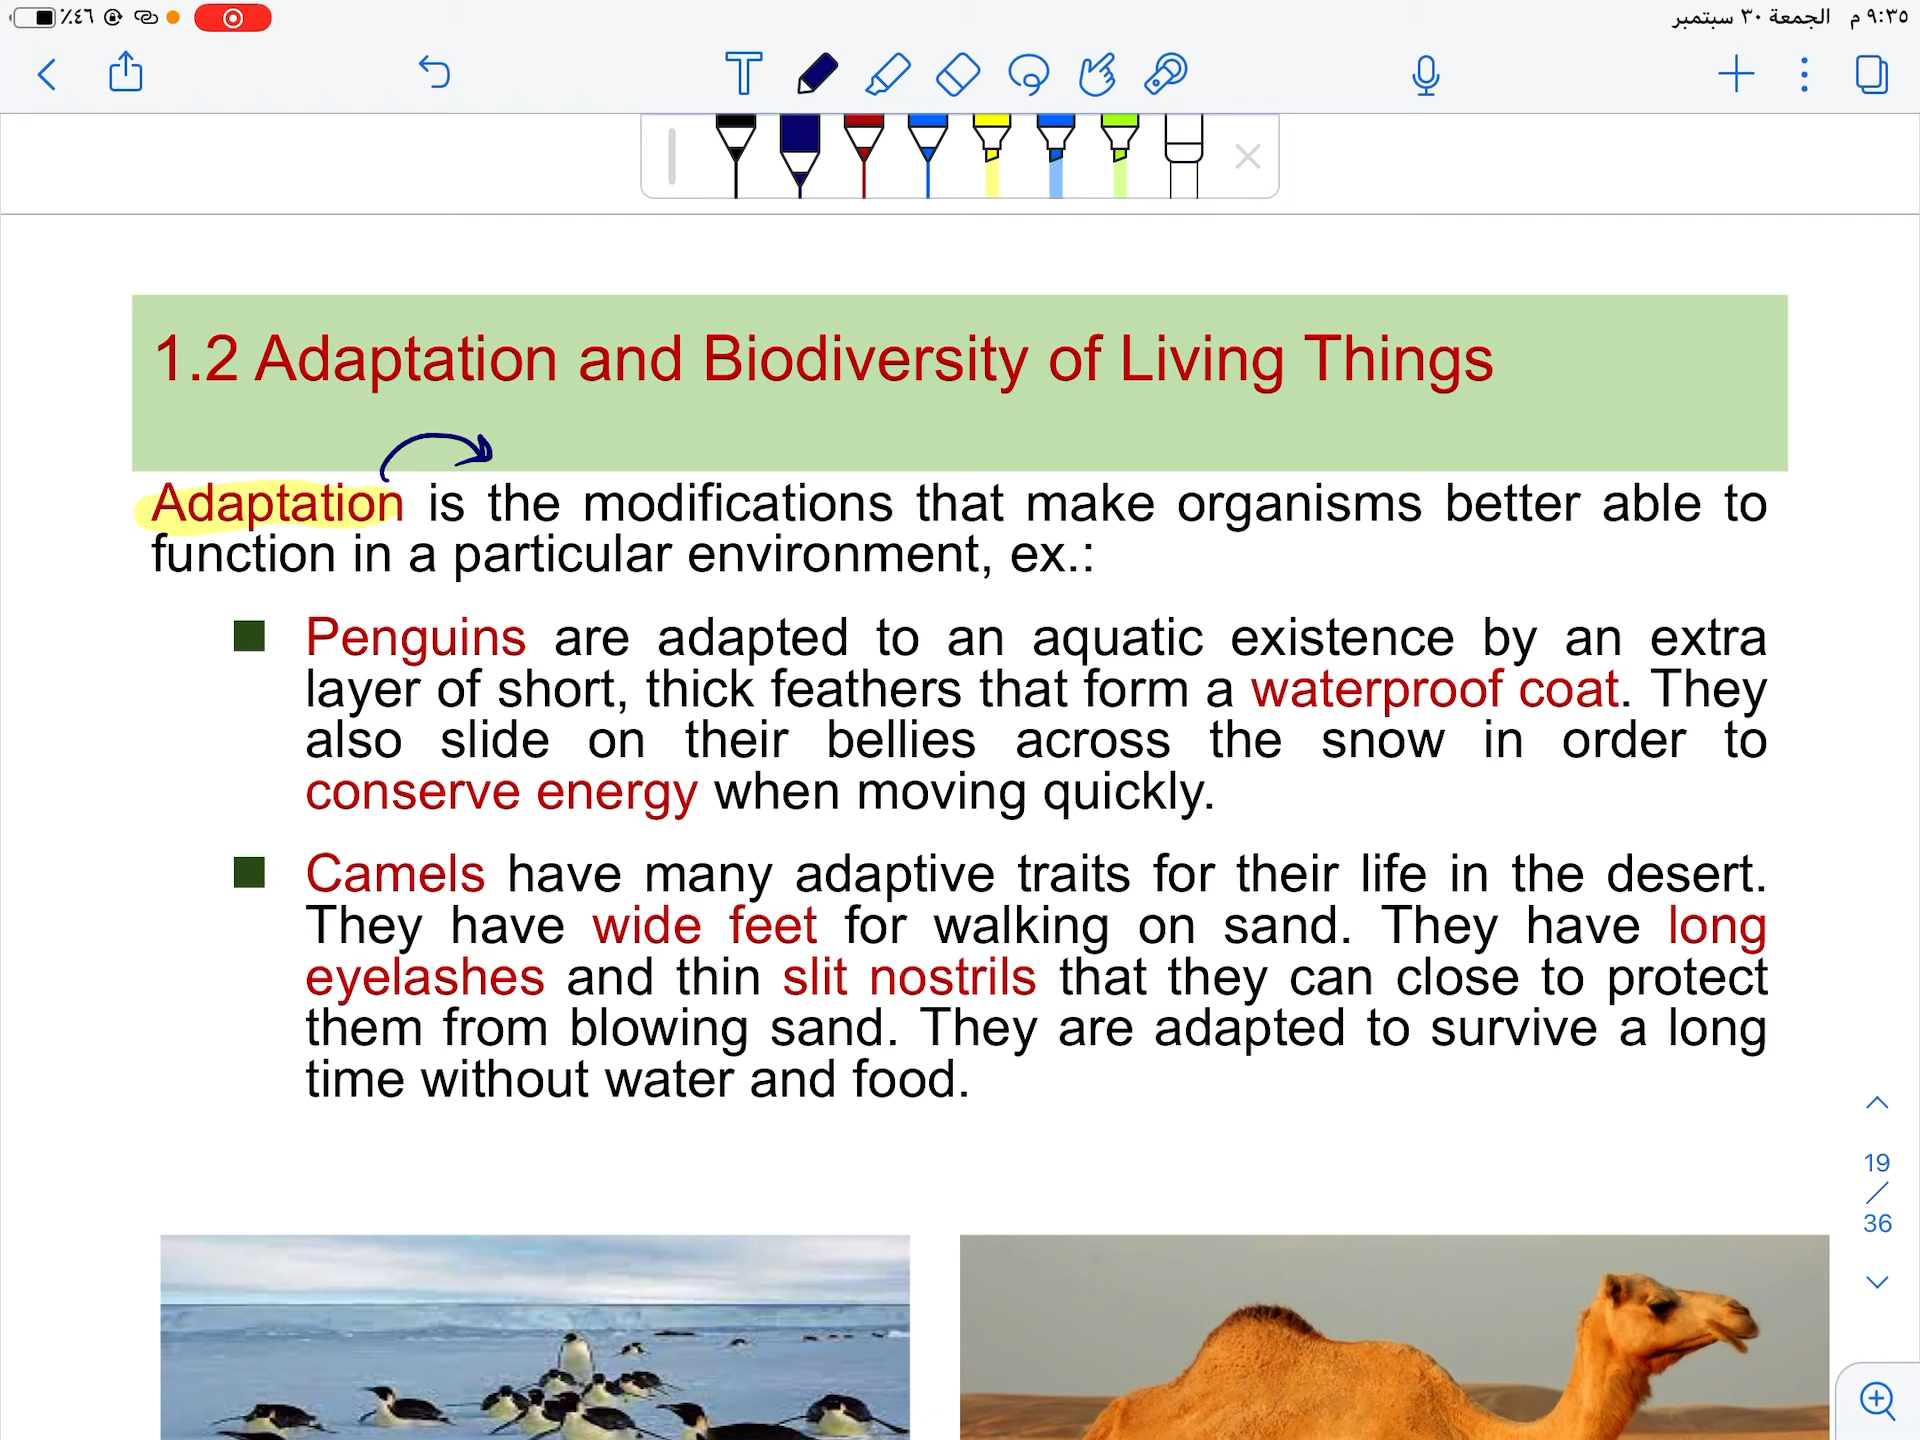 ٪٤٦
٩:٣٥ م الجمعة ٣٠ سبتمبر
T
1.2 Adaptation and Biodiversity of Living Things
Adaptation is the modifications that make organisms better able to
function in a particular environment, ex.:
Penguins are adapted to an aquatic existence by an extra
layer of short, thick feathers that form a waterproof coat. They
also slide on their bellies across the snow in order to
conserve energy when moving quickly.
Camels have many adaptive traits for their life in the desert.
They have wide feet for walking on sand. They have long
eyelashes and thin slit nostrils that they can close to protect
them from blowing sand. They are adapted to survive a long
time without water and food.
19
/
36